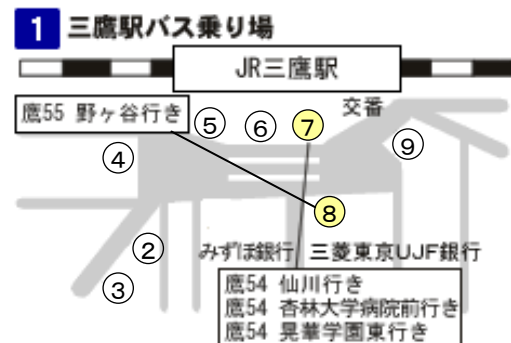 1 三鷹駅バス乗り場
JR三鷹駅
鷹55 野ヶ谷行き
⑤
⑥
⑦
交番
④
⑨
⑧
②
みずほ銀行
三菱東京UJF銀行
③
鷹54 仙川行き
鷹54 杏林大学病院前行き
鷹54 晃華学園東行き